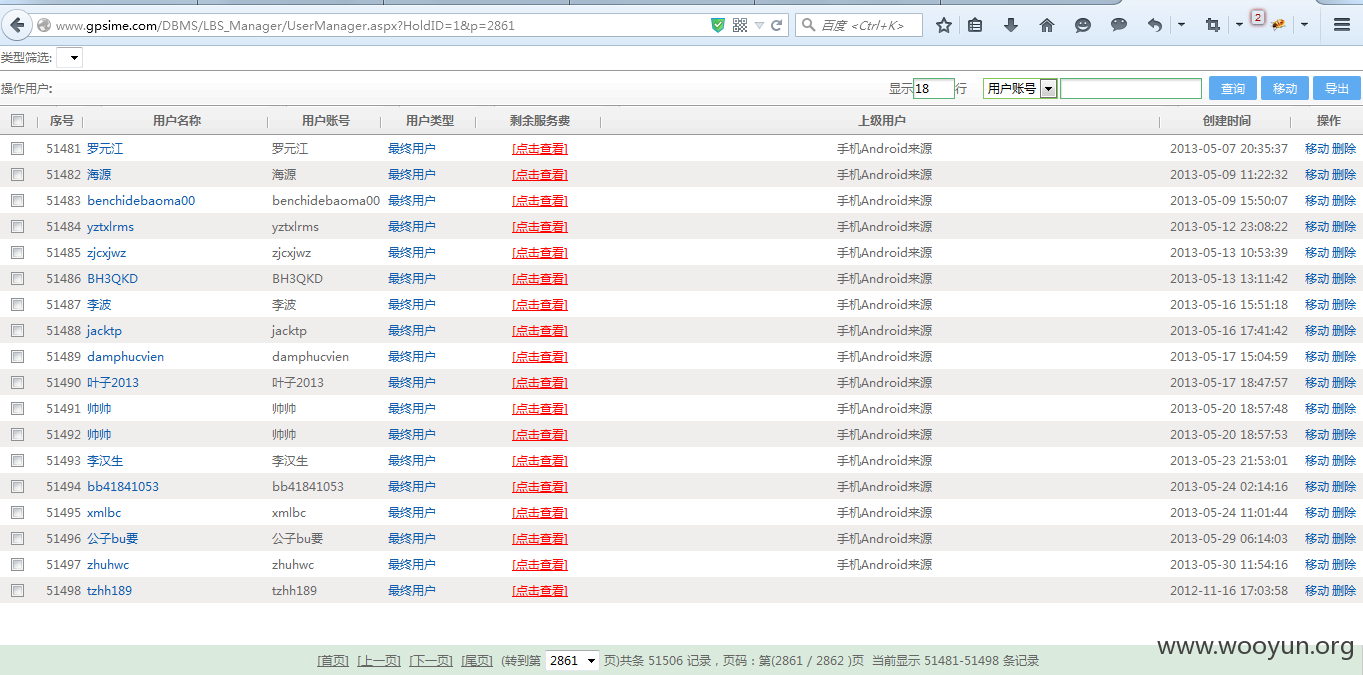 www.gpsime.com/DBMS/LBS_Manager/UserManager.aspx?HoldID=1&p=2861 百度 <Ctrl+K> 2
类型筛选:
操作用户: 显示 18 行 用户账号 查询 移动 导出
序号 用户名称 用户账号 用户类型 剩余服务费 上级用户 创建时间 操作
51481 罗元江 罗元江 最终用户 [点击查看] 手机Android来源 2013-05-07 20:35:37 移动 删除
51482 海源 海源 最终用户 [点击查看] 手机Android来源 2013-05-09 11:22:32 移动 删除
51483 benchidebaoma00 benchidebaoma00 最终用户 [点击查看] 手机Android来源 2013-05-09 15:50:07 移动 删除
51484 yztxlrms yztxlrms 最终用户 [点击查看] 手机Android来源 2013-05-12 23:08:22 移动 删除
51485 zjcxjwz zjcxjwz 最终用户 [点击查看] 手机Android来源 2013-05-13 10:53:39 移动 删除
51486 BH3QKD BH3QKD 最终用户 [点击查看] 手机Android来源 2013-05-13 13:11:42 移动 删除
51487 李波 李波 最终用户 [点击查看] 手机Android来源 2013-05-16 15:51:18 移动 删除
51488 jacktp jacktp 最终用户 [点击查看] 手机Android来源 2013-05-16 17:41:42 移动 删除
51489 damphucvien damphucvien 最终用户 [点击查看] 手机Android来源 2013-05-17 15:04:59 移动 删除
51490 叶子2013 叶子2013 最终用户 [点击查看] 手机Android来源 2013-05-17 18:47:57 移动 删除
51491 帅帅 帅帅 最终用户 [点击查看] 手机Android来源 2013-05-20 18:57:48 移动 删除
51492 帅帅 帅帅 最终用户 [点击查看] 手机Android来源 2013-05-20 18:57:53 移动 删除
51493 李汉生 李汉生 最终用户 [点击查看] 手机Android来源 2013-05-23 21:53:01 移动 删除
51494 bb41841053 bb41841053 最终用户 [点击查看] 手机Android来源 2013-05-24 02:14:16 移动 删除
51495 xmlbc xmlbc 最终用户 [点击查看] 手机Android来源 2013-05-24 11:01:44 移动 删除
51496 公子bu要 公子bu要 最终用户 [点击查看] 手机Android来源 2013-05-29 06:14:03 移动 删除
51497 zhuhwc zhuhwc 最终用户 [点击查看] 手机Android来源 2013-05-30 11:54:16 移动 删除
51498 tzhh189 tzhh189 最终用户 [点击查看] 2012-11-16 17:03:58 移动 删除
www.wooyun.org
[首页] [上一页] [下一页] [尾页] (转到第 2861 页)共条 51506 记录，页码：第(2861 / 2862 )页 当前显示 51481-51498 条记录